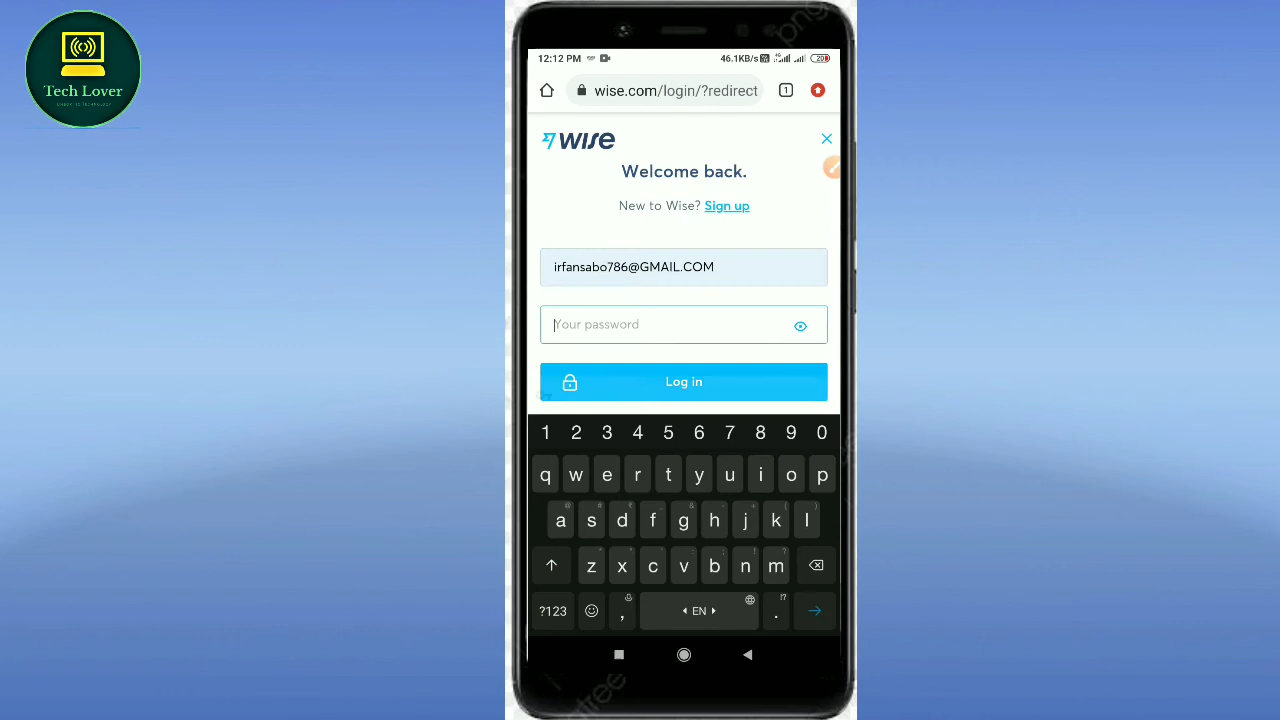 Tech Lover
12:12 PM
46.1KB/s
20
wise.com/login/?redirect
1
wise
Welcome back.
New to Wise? Sign up
irfansabo786@GMAIL.COM
Your password
Log in
1 2 3 4 5 6 7 8 9 0
q w e r t y u i o p
a s d f g h j k l
z x c v b n m
?123 , EN .